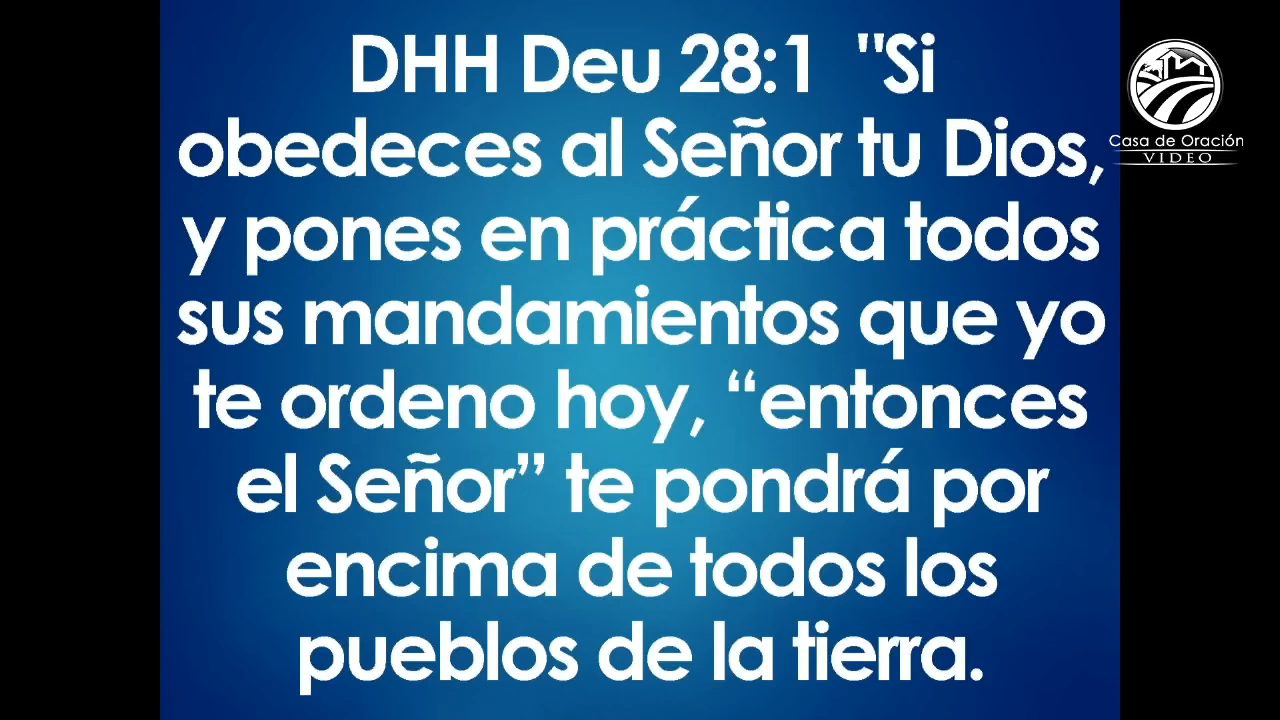 DHH Deu 28:1  "Si
obedeces al Señor tu Dios,
y pones en práctica todos
sus mandamientos que yo
te ordeno hoy, “entonces
el Señor” te pondrá por
encima de todos los
pueblos de la tierra.
Casa de Oración
VIDEO